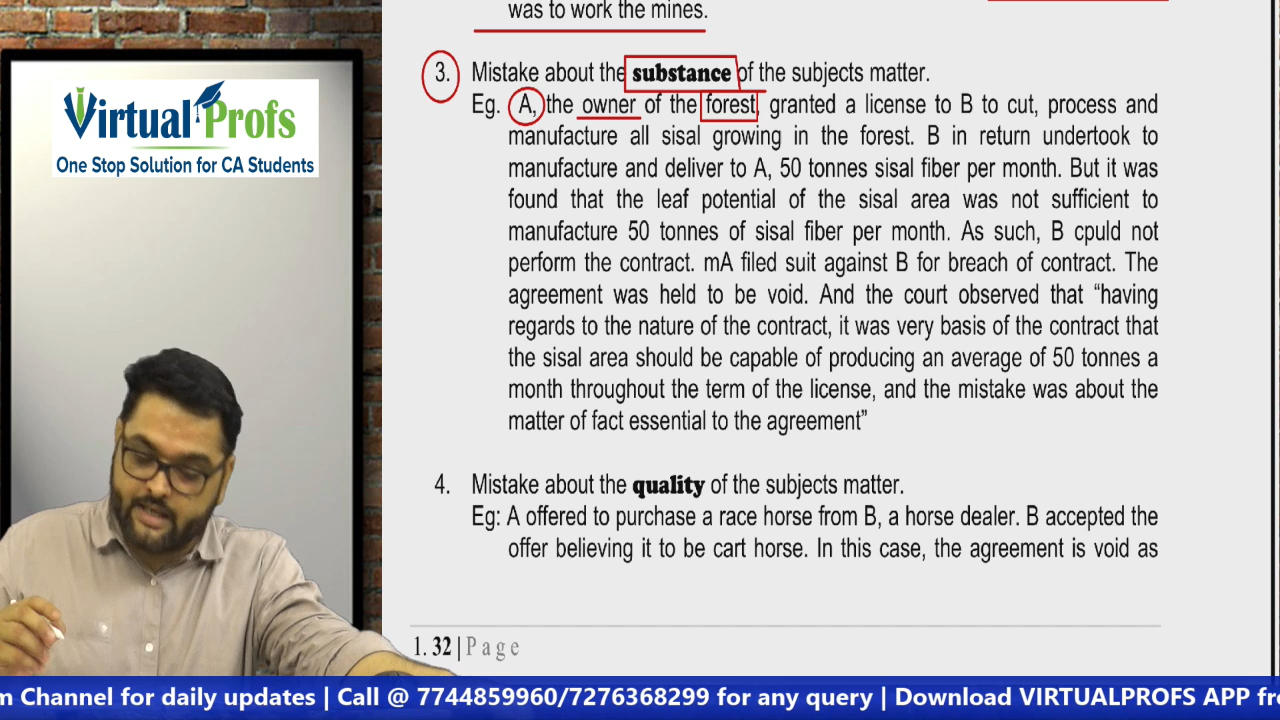 was to work the mines.
3. Mistake about the substance of the subjects matter.
Eg. A, the owner of the forest, granted a license to B to cut, process and
manufacture all sisal growing in the forest. B in return undertook to
manufacture and deliver to A, 50 tonnes sisal fiber per month. But it was
found that the leaf potential of the sisal area was not sufficient to
manufacture 50 tonnes of sisal fiber per month. As such, B cpuld not
perform the contract. mA filed suit against B for breach of contract. The
agreement was held to be void. And the court observed that “having
regards to the nature of the contract, it was very basis of the contract that
the sisal area should be capable of producing an average of 50 tonnes a
month throughout the term of the license, and the mistake was about the
matter of fact essential to the agreement”
4. Mistake about the quality of the subjects matter.
Eg: A offered to purchase a race horse from B, a horse dealer. B accepted the
offer believing it to be cart horse. In this case, the agreement is void as
1. 32 | Page
Virtual Profs
One Stop Solution for CA Students
m Channel for daily updates | Call @ 7744859960/7276368299 for any query | Download VIRTUALPROFS APP fr